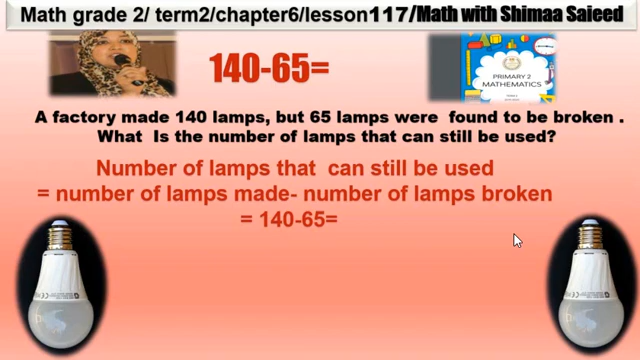 Math grade 2/ term2/chapter6/lesson117/Math with Shimaa Saieed
140-65=
PRIMARY 2
MATHEMATICS
A factory made 140 lamps, but 65 lamps were found to be broken .
What Is the number of lamps that can still be used?
Number of lamps that can still be used
= number of lamps made- number of lamps broken
= 140-65=